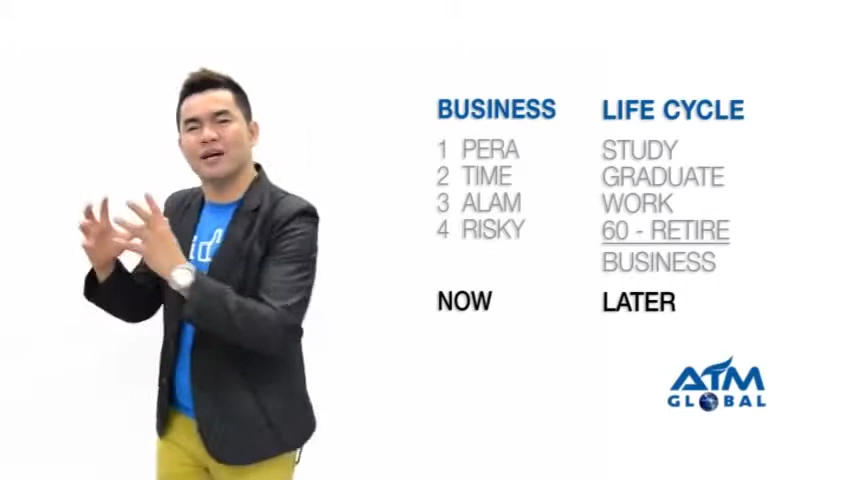 BUSINESS
1 PERA
2 TIME
3 ALAM
4 RISKY
NOW
LIFE CYCLE
STUDY
GRADUATE
WORK
60 - RETIRE
BUSINESS
LATER
ATM
GLOBAL